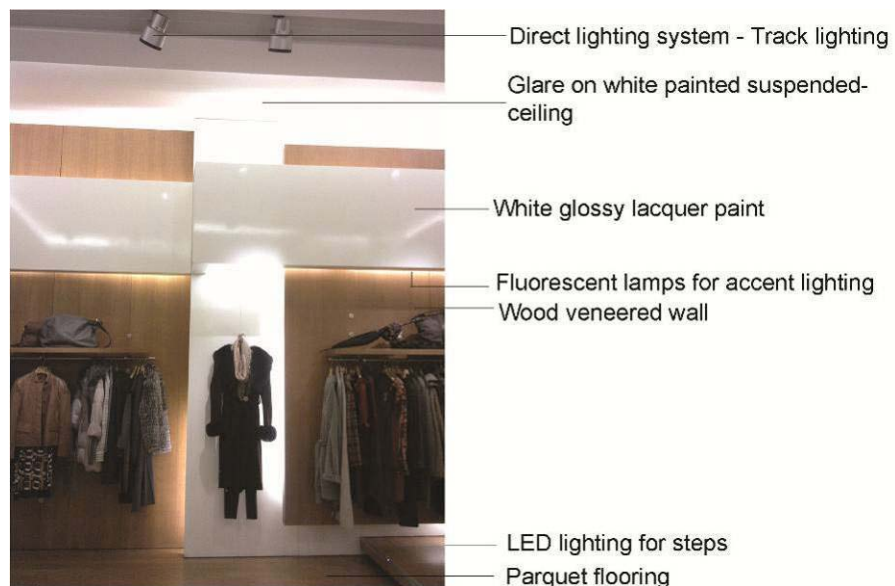 Direct lighting system - Track lighting
Glare on white painted suspended-
ceiling
White glossy lacquer paint
Fluorescent lamps for accent lighting
Wood veneered wall
LED lighting for steps
Parquet flooring